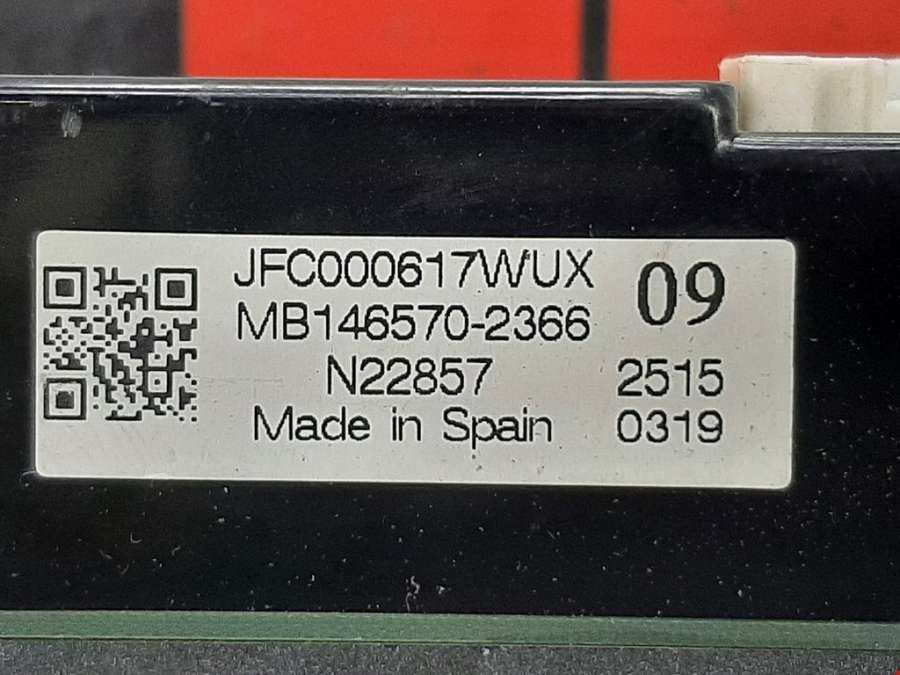 JFC000617WUX
09
MB146570-2366
N22857
2515
Made in Spain
0319